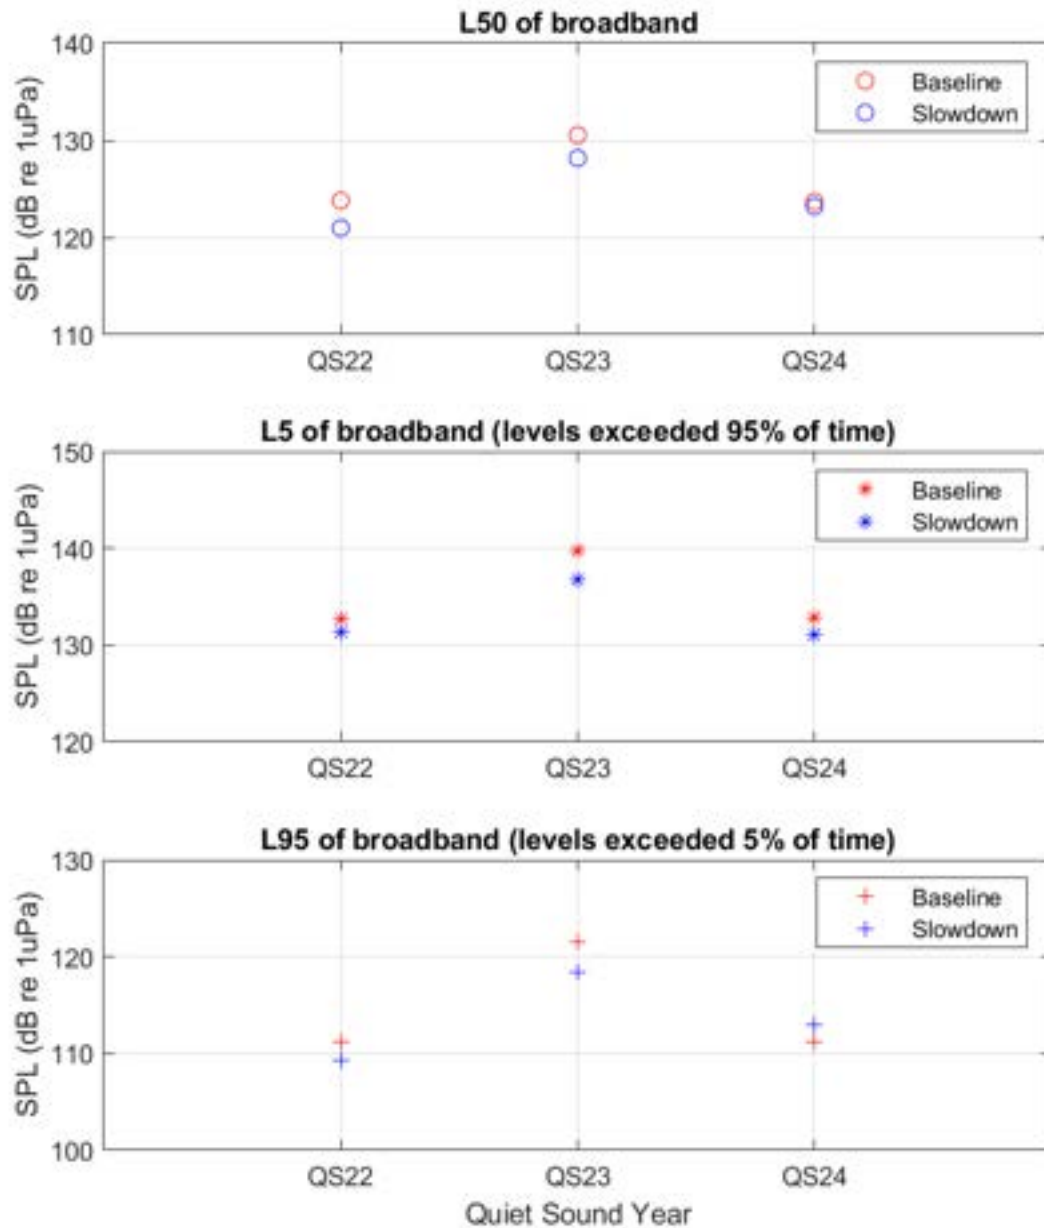 L50 of broadband
140
130
120
110
SPL (dB re 1uPa)
Baseline
Slowdown
QS22 QS23 QS24
L5 of broadband (levels exceeded 95% of time)
150
140
130
120
SPL (dB re 1uPa)
Baseline
Slowdown
QS22 QS23 QS24
L95 of broadband (levels exceeded 5% of time)
130
120
110
100
SPL (dB re 1uPa)
Baseline
Slowdown
QS22 QS23 QS24
Quiet Sound Year